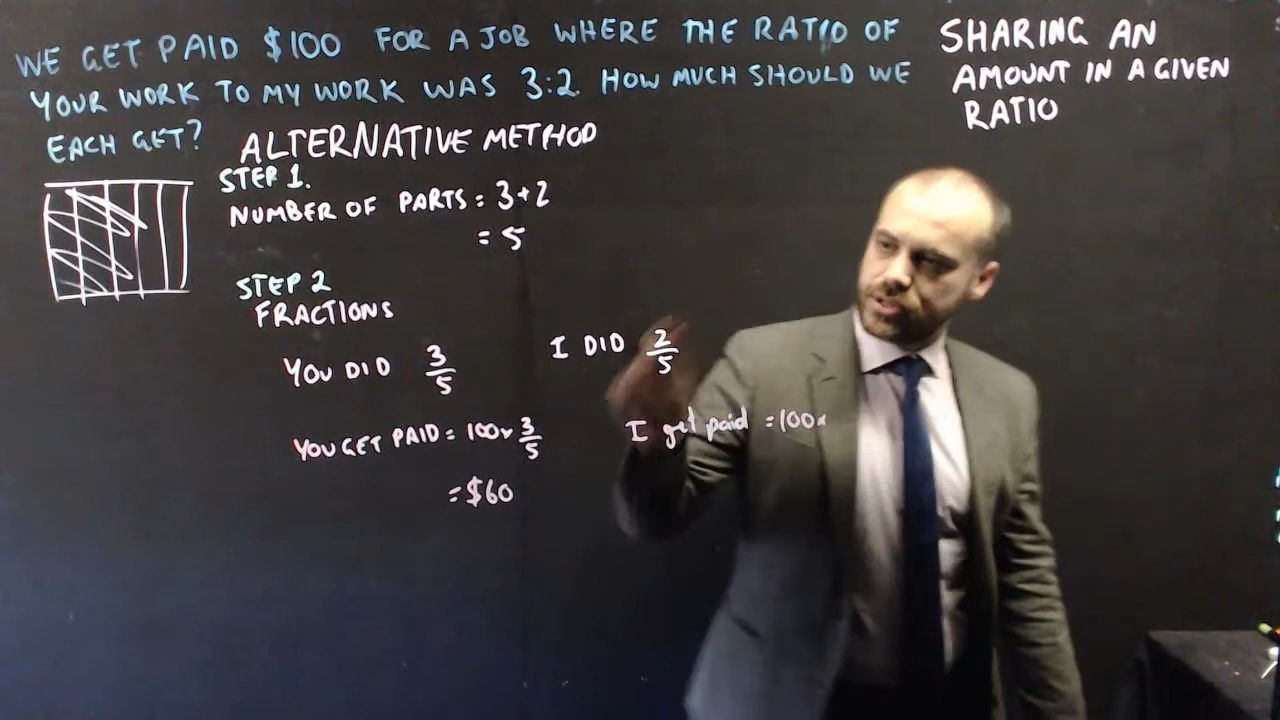 WE GET PAID $100 FOR A JOB WHERE THE RATIO OF
YOUR WORK TO MY WORK WAS 3:2. HOW MUCH SHOULD WE
EACH GET?
SHARING AN
AMOUNT IN A GIVEN
RATIO
ALTERNATIVE METHOD
STEP 1.
NUMBER OF PARTS = 3+2
= 5
STEP 2
FRACTIONS
YOU DID 3/5
I DID 2/5
YOU GET PAID = 100 × 3/5
= $60
I get paid = 100 ×